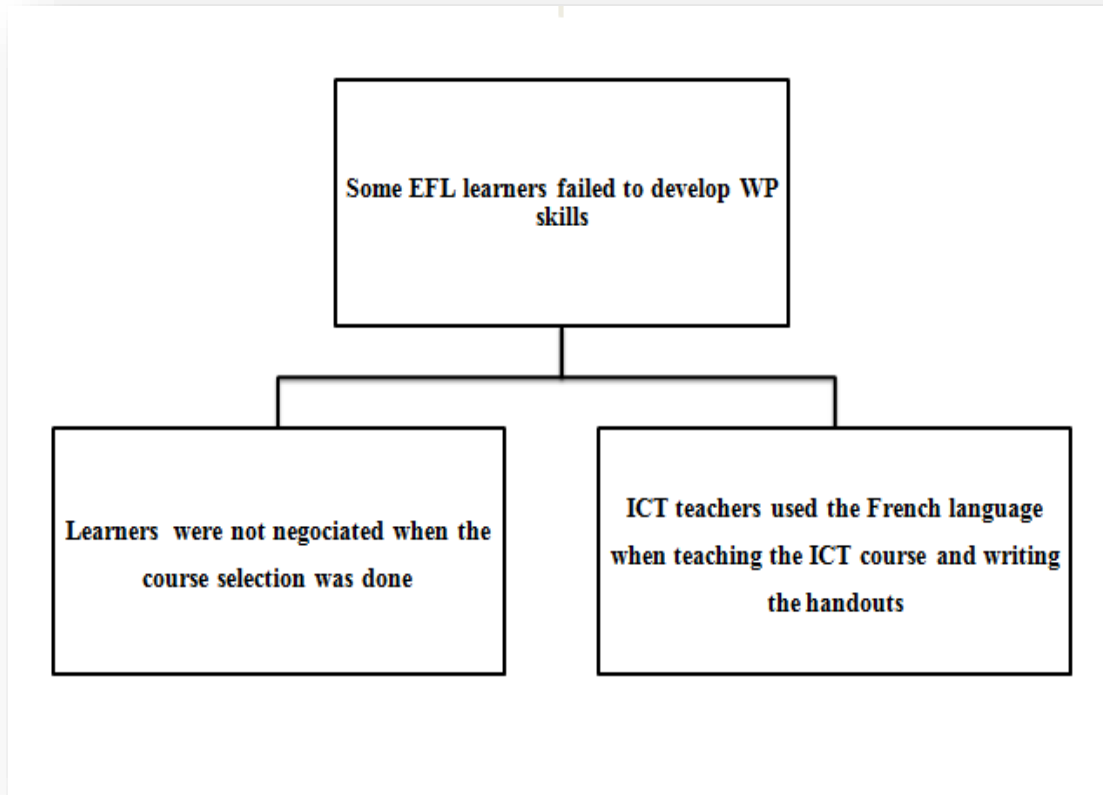 Some EFL learners failed to develop WP
skills
Learners were not negociated when the
course selection was done
ICT teachers used the French language
when teaching the ICT course and writing
the handouts